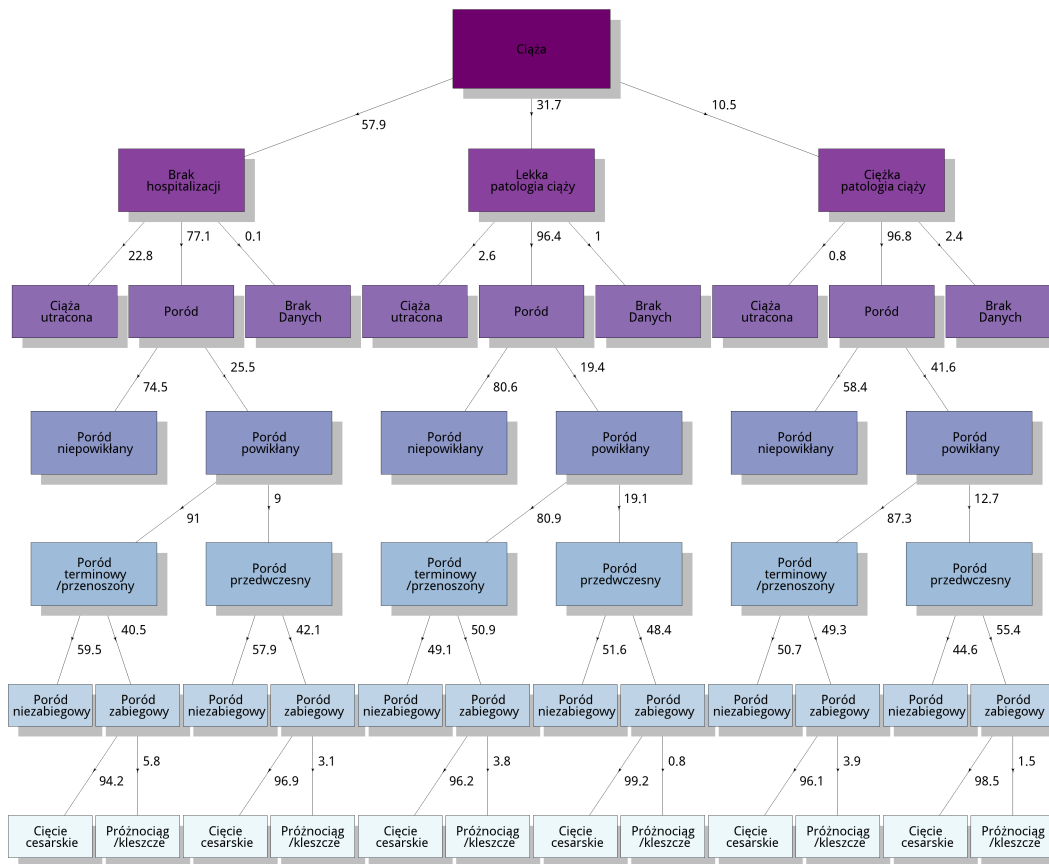 Ciąża
57.9
31.7
10.5
Brak
hospitalizacji
Lekka
patologia ciąży
Ciężka
patologia ciąży
22.8
77.1
0.1
2.6
96.4
1
0.8
96.8
2.4
Ciąża
utracona
Poród
Brak
Danych
Ciąża
utracona
Poród
Brak
Danych
Ciąża
utracona
Poród
Brak
Danych
74.5
25.5
80.6
19.4
58.4
41.6
Poród
niepowikłany
Poród
powikłany
Poród
niepowikłany
Poród
powikłany
Poród
niepowikłany
Poród
powikłany
91
9
80.9
19.1
87.3
12.7
Poród
terminowy
/przenoszony
Poród
przedwczesny
Poród
terminowy
/przenoszony
Poród
przedwczesny
Poród
terminowy
/przenoszony
Poród
przedwczesny
59.5
40.5
57.9
42.1
49.1
50.9
51.6
48.4
50.7
49.3
44.6
55.4
Poród
niezabiegowy
Poród
zabiegowy
Poród
niezabiegowy
Poród
zabiegowy
Poród
niezabiegowy
Poród
zabiegowy
Poród
niezabiegowy
Poród
zabiegowy
Poród
niezabiegowy
Poród
zabiegowy
Poród
niezabiegowy
Poród
zabiegowy
94.2
5.8
96.9
3.1
96.2
3.8
99.2
0.8
96.1
3.9
98.5
1.5
Cięcie
cesarskie
Próżnociąg
/kleszcze
Cięcie
cesarskie
Próżnociąg
/kleszcze
Cięcie
cesarskie
Próżnociąg
/kleszcze
Cięcie
cesarskie
Próżnociąg
/kleszcze
Cięcie
cesarskie
Próżnociąg
/kleszcze
Cięcie
cesarskie
Próżnociąg
/kleszcze